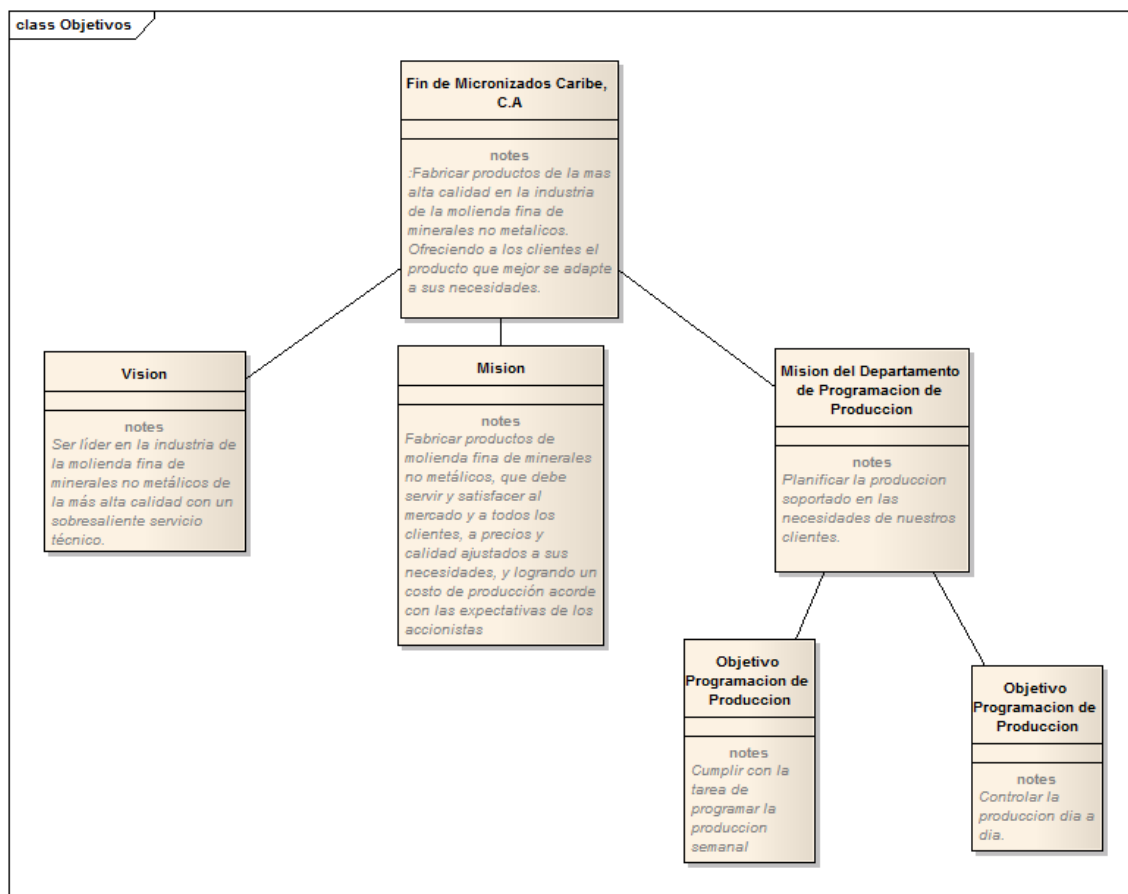 class Objetivos
Fin de Micronizados Caribe,
C.A
notes
:Fabricar productos de la mas
alta calidad en la industria
de la molienda fina de
minerales no metalicos.
Ofreciendo a los clientes el
producto que mejor se adapte
a sus necesidades.
Vision
notes
Ser líder en la industria de
la molienda fina de
minerales no metálicos de
la más alta calidad con un
sobresaliente servicio
técnico.
Mision
notes
Fabricar productos de
molienda fina de minerales
no metálicos, que debe
servir y satisfacer al
mercado y a todos los
clientes, a precios y
calidad ajustados a sus
necesidades, y logrando un
costo de producción acorde
con las expectativas de los
accionistas
Mision del Departamento
de Programacion de
Produccion
notes
Planificar la produccion
soportado en las
necesidades de nuestros
clientes.
Objetivo
Programacion de
Produccion
notes
Cumplir con la
tarea de
programar la
produccion
semanal
Objetivo
Programacion de
Produccion
notes
Controlar la
produccion dia a
dia.